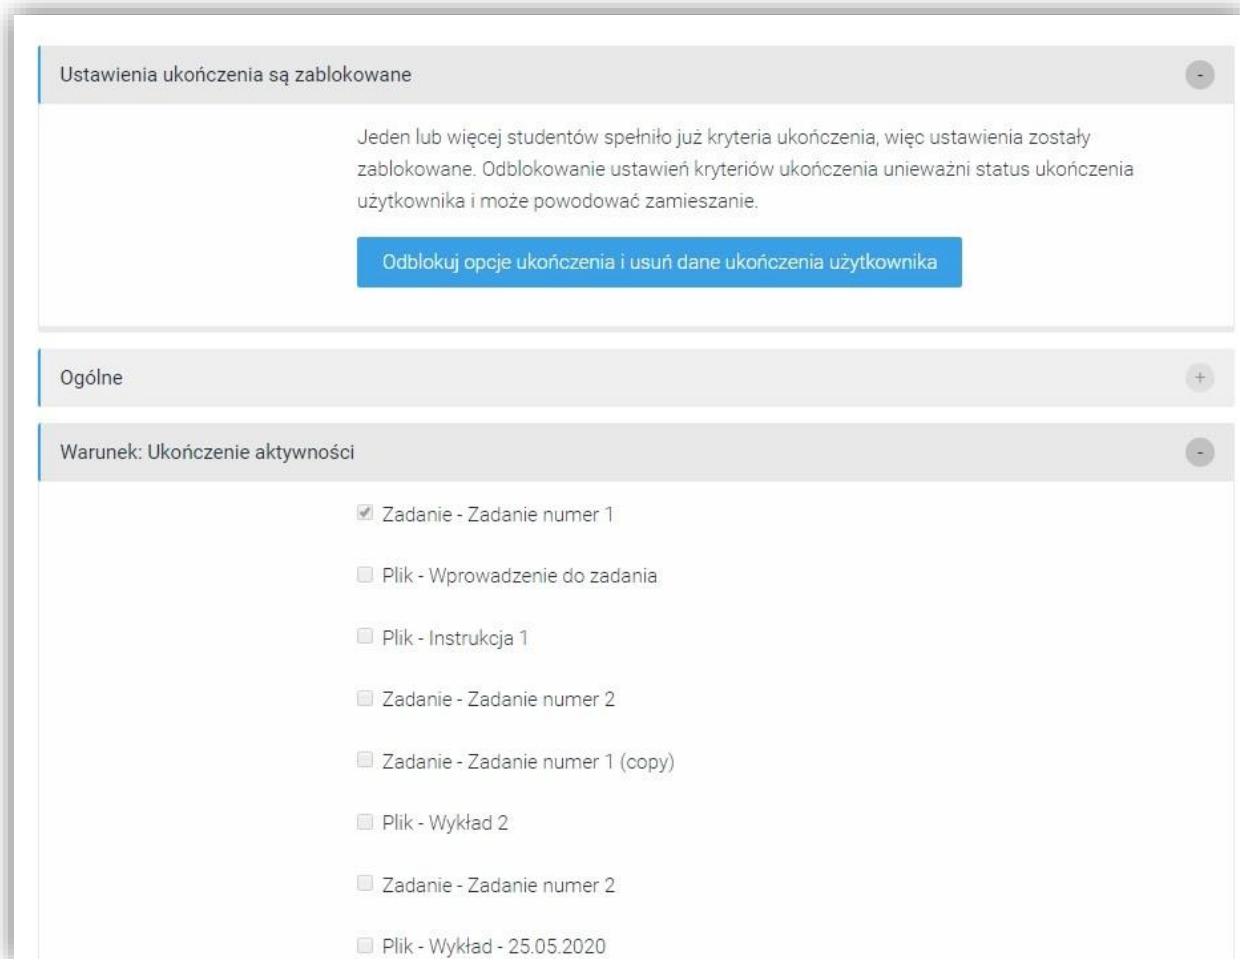 Ustawienia ukończenia są zablokowane
-
Jeden lub więcej studentów spełniło już kryteria ukończenia, więc ustawienia zostały
zablokowane. Odblokowanie ustawień kryteriów ukończenia unieważni status ukończenia
użytkownika i może powodować zamieszanie.
Odblokuj opcje ukończenia i usuń dane ukończenia użytkownika
Ogólne
+
Warunek: Ukończenie aktywności
-
Zadanie - Zadanie numer 1
Plik - Wprowadzenie do zadania
Plik - Instrukcja 1
Zadanie - Zadanie numer 2
Zadanie - Zadanie numer 1 (copy)
Plik - Wykład 2
Zadanie - Zadanie numer 2
Plik - Wykład - 25.05.2020